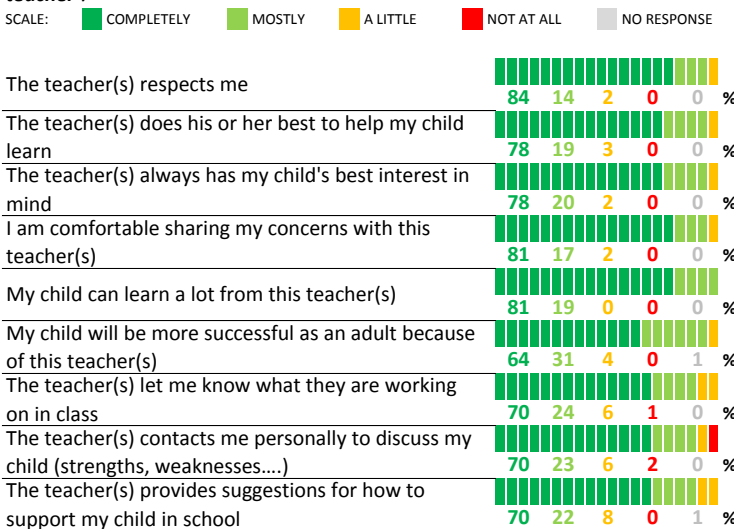 SCALE: COMPLETELY MOSTLY A LITTLE NOT AT ALL NO RESPONSE
The teacher(s) respects me
84 14 2 0 0 %
The teacher(s) does his or her best to help my child
learn
78 19 3 0 0 %
The teacher(s) always has my child's best interest in
mind
78 20 2 0 0 %
I am comfortable sharing my concerns with this
teacher(s)
81 17 2 0 0 %
My child can learn a lot from this teacher(s)
81 19 0 0 0 %
My child will be more successful as an adult because
of this teacher(s)
64 31 4 0 1 %
The teacher(s) let me know what they are working
on in class
70 24 6 1 0 %
The teacher(s) contacts me personally to discuss my
child (strengths, weaknesses....)
70 23 6 2 0 %
The teacher(s) provides suggestions for how to
support my child in school
70 22 8 0 1 %